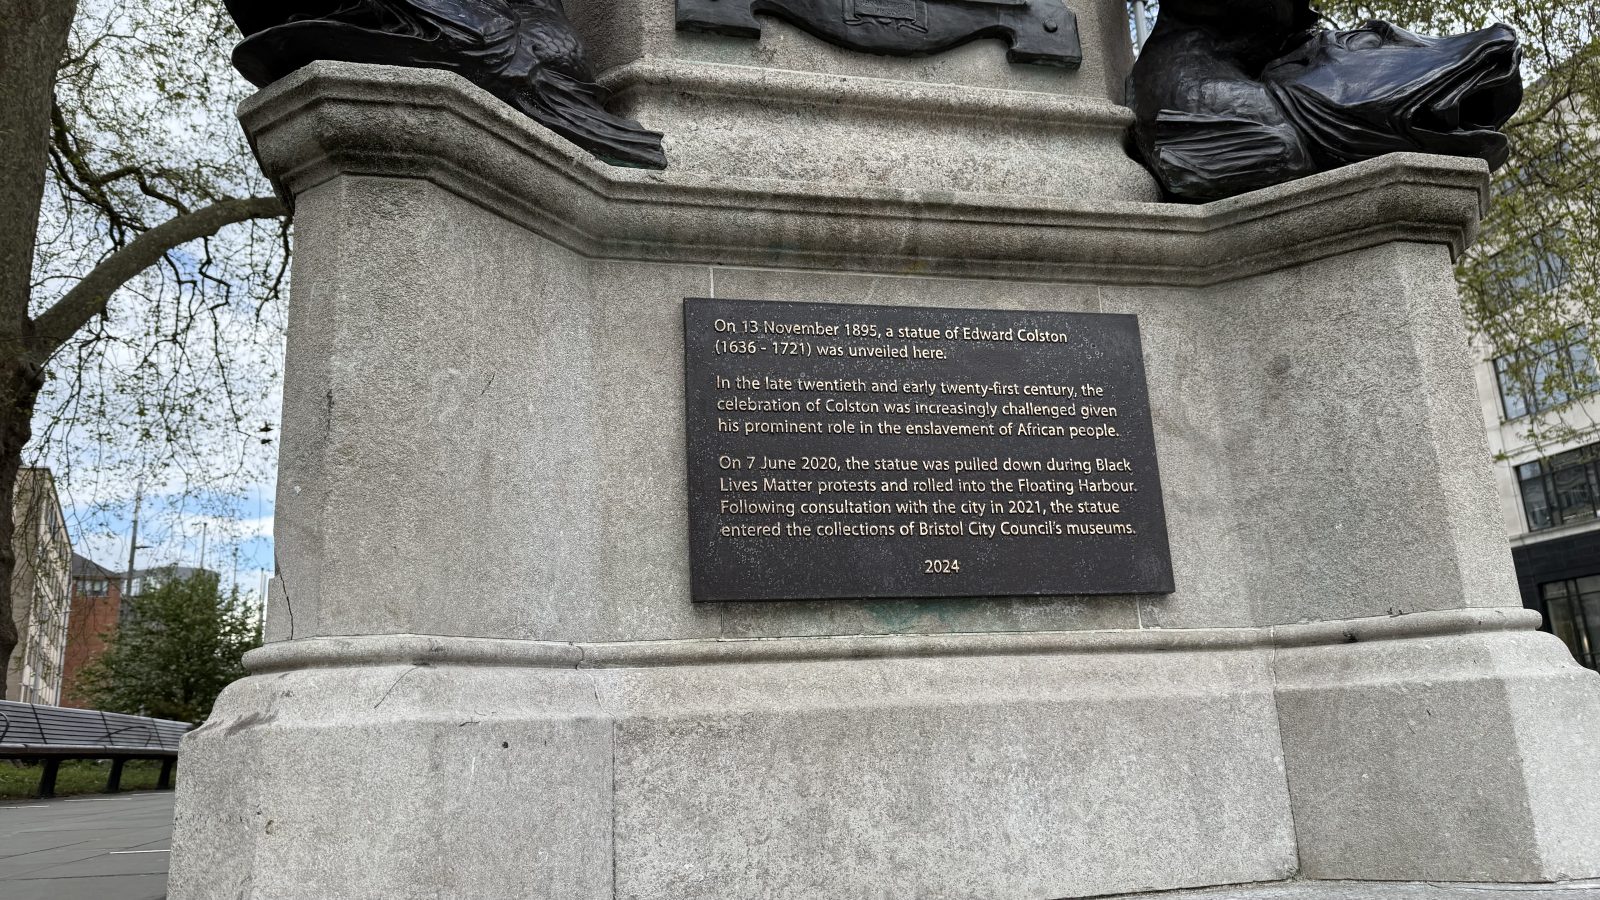 On 13 November 1895, a statue of Edward Colston
(1636 - 1721) was unveiled here.
In the late twentieth and early twenty-first century, the
celebration of Colston was increasingly challenged given
his prominent role in the enslavement of African people.
On 7 June 2020, the statue was pulled down during Black
Lives Matter protests and rolled into the Floating Harbour.
Following consultation with the city in 2021, the statue
entered the collections of Bristol City Council's museums.
2024